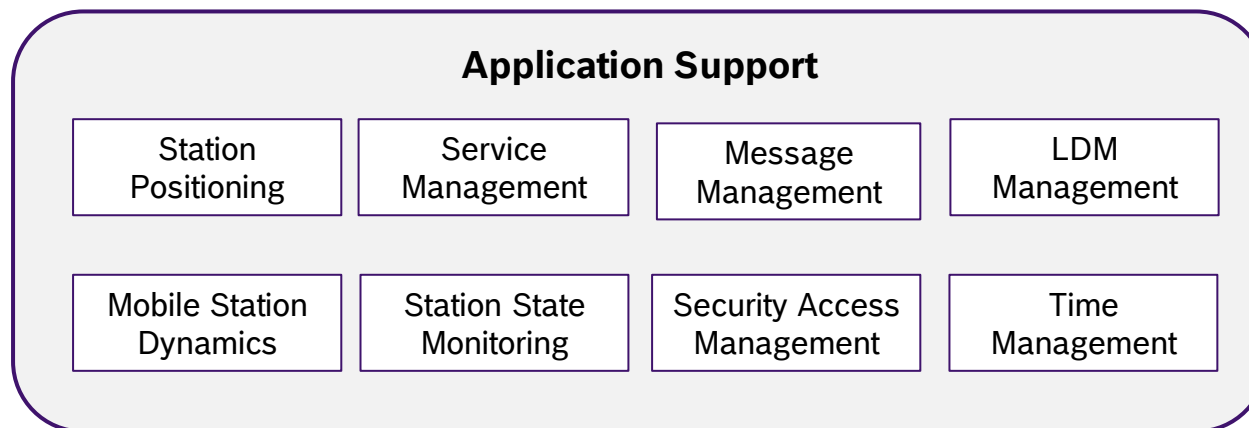 Application Support
Station
Positioning
Service
Management
Message
Management
LDM
Management
Mobile Station
Dynamics
Station State
Monitoring
Security Access
Management
Time
Management